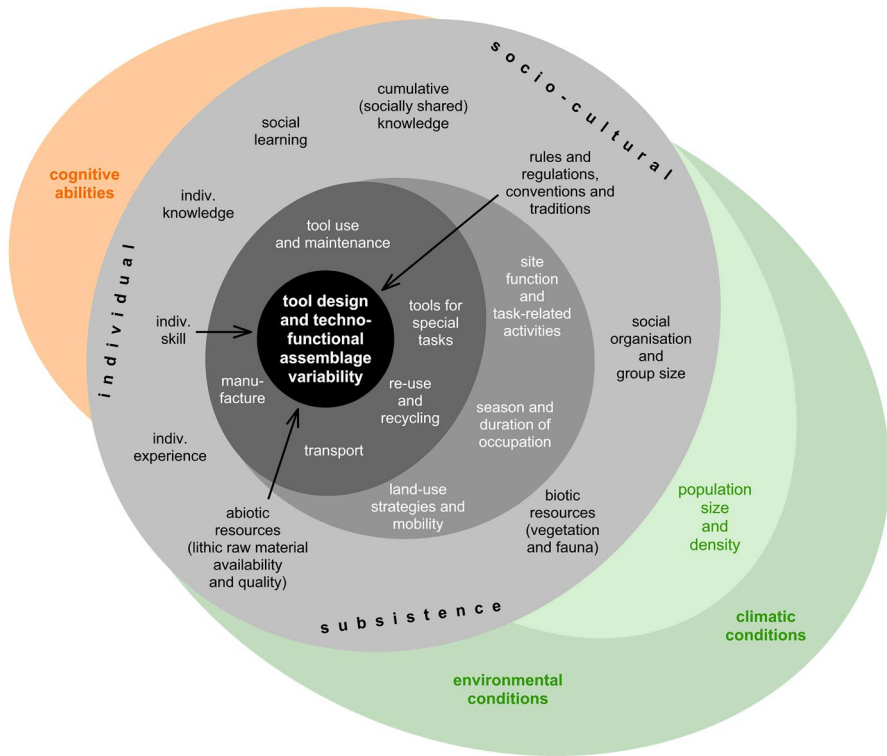 socio-cultural
cumulative
(socially shared)
knowledge
social
learning
rules and
regulations,
conventions and
traditions
cognitive
abilities
indiv.
knowledge
tool use
and maintenance
site
function
and
task-related
activities
individual
tool design
and techno-
functional
assemblage
variability
tools for
special
tasks
indiv.
skill
social
organisation
and
group size
manu-
facture
re-use
and
recycling
season and
duration of
occupation
indiv.
experience
transport
land-use
strategies and
mobility
biotic
resources
(vegetation
and fauna)
population
size
and
density
abiotic
resources
(lithic raw material
availability
and quality)
subsistence
climatic
conditions
environmental
conditions